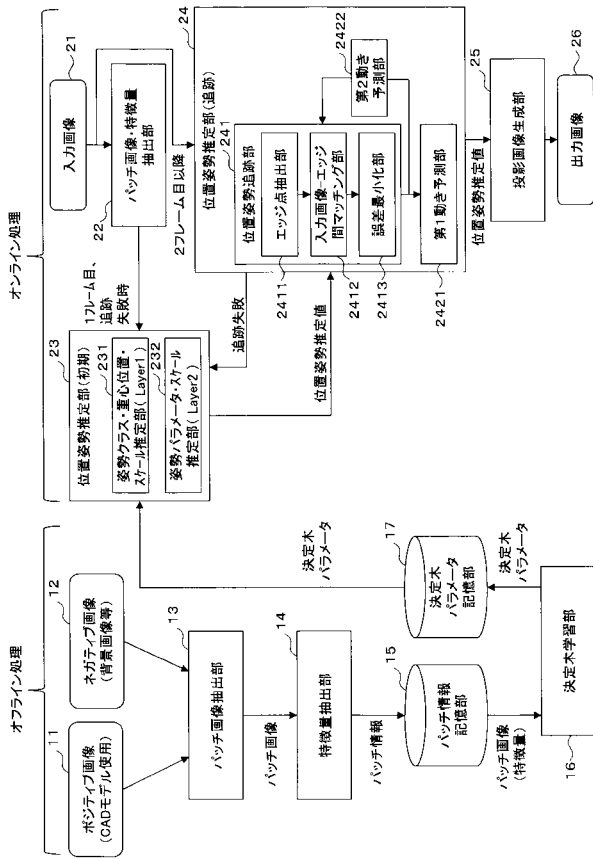 オフライン処理
11
ポジティブ画像
(CADモデル使用)
12
ネガティブ画像
(背景画像等)
13
パッチ画像抽出部
パッチ画像
14
特徴量抽出部
パッチ情報
15
パッチ情報
記憶部
パッチ画像
(特徴量)
16
決定木学習部
決定木
パラメータ
17
決定木
パラメータ
記憶部
決定木
パラメータ
オンライン処理
21
入力画像
22
パッチ画像・特徴量
抽出部
1フレーム目、
追跡
失敗時
2フレーム目以降
23
位置姿勢推定部(初期)
231
姿勢クラス・重心位置・
スケール推定部(Layer1)
232
姿勢パラメータ・スケール
推定部(Layer2)
追跡失敗
位置姿勢推定値
24
位置姿勢推定部(追跡)
241
位置姿勢追跡部
2411
エッジ点抽出部
2412
入力画像-エッジ
間マッチング部
2413
誤差最小化部
2421
第1動き予測部
2422
第2動き
予測部
位置姿勢推定値
25
投影画像生成部
26
出力画像